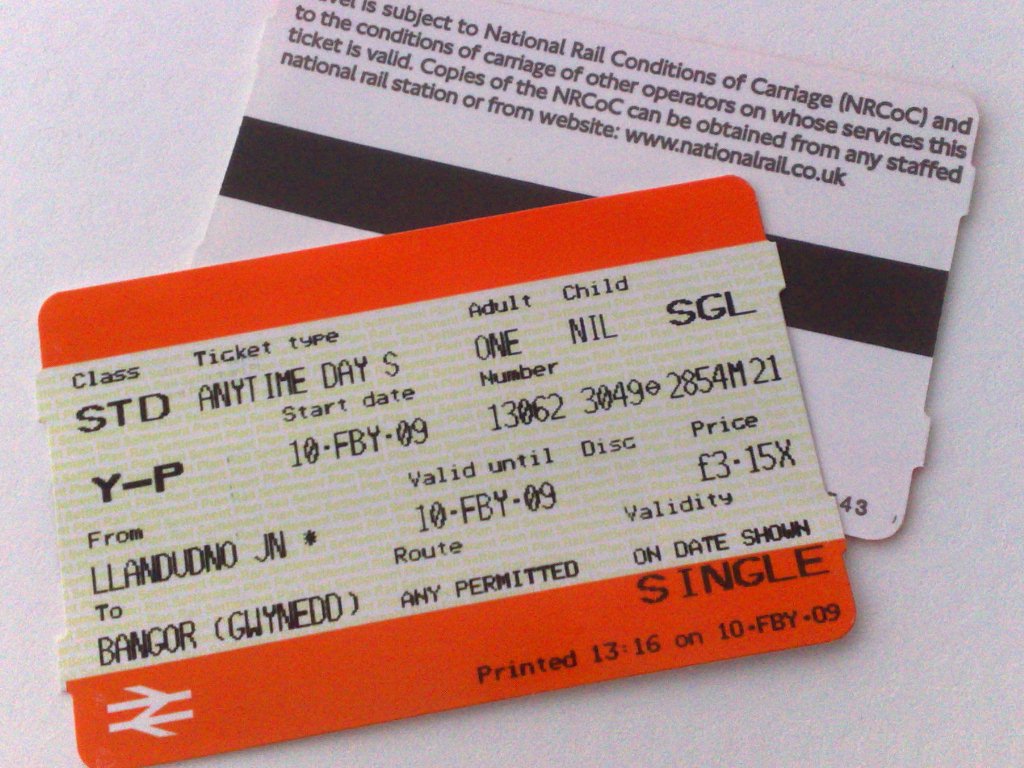 is subject to National Rail Conditions of Carriage (NRCoC) and
to the conditions of carriage of other operators on whose services this
ticket is valid. Copies of the NRCoC can be obtained from any staffed
national rail station or from website: www.nationalrail.co.uk
43
Class Ticket type Adult Child SGL
STD ANYTIME DAY S ONE NIL
Start date Number
Y-P 10·FBY·09 13062 3049⊖2854M21
Valid until Disc Price
From 10·FBY·09 £3·15X
LLANDUDNO JN * Route Validity
To ANY PERMITTED ON DATE SHOWN
BANGOR (GWYNEDD) SINGLE
Printed 13:16 on 10·FBY·09